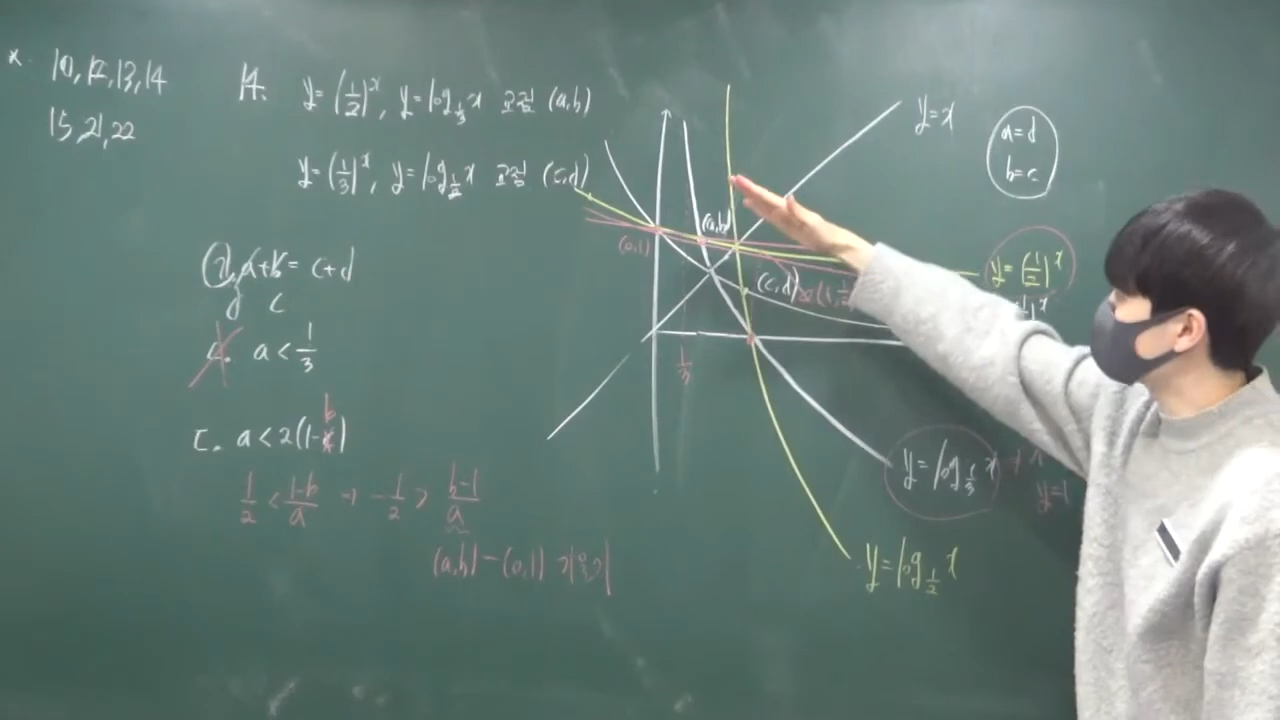 * 10, 12, 13, 14
15, 21, 22
14. y=(1/2)^x, y=log_{1/3} x 교점 (a,b)
y=(1/3)^x, y=log_{1/2} x 교점 (c,d)
ㄱ. a+b = c+d
d c
ㄴ. a < 1/3
ㄷ. a < 2(1-b)
1/2 < (1-b)/a → -1/2 > (b-1)/a
(a,b) - (0,1) 기울기
y=x
a=d
b=c
(0,1)
(a,b)
(c,d)
1/3
y=(1/2)^x
y=log_{1/3} x
y=1
y=log_{1/2} x